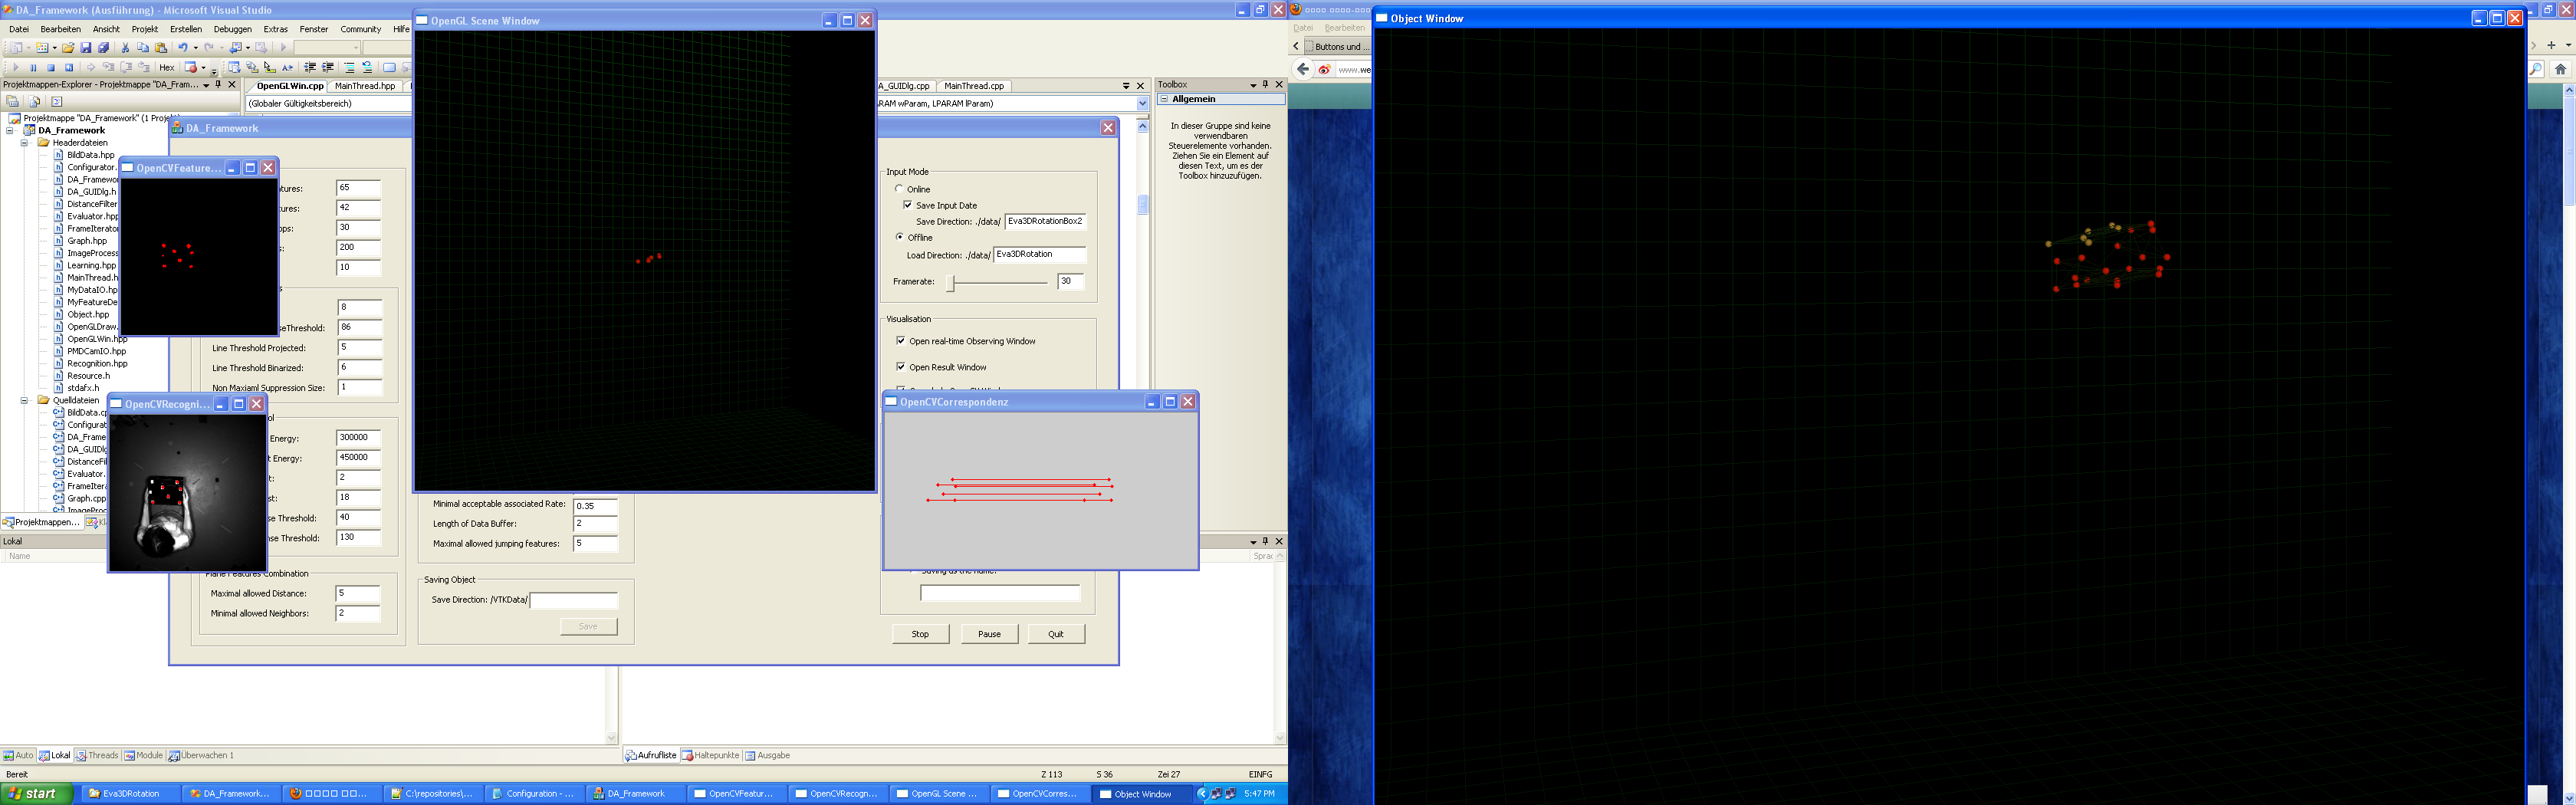 DA_Framework (Ausführung) - Microsoft Visual Studio
Datei Bearbeiten Ansicht Projekt Erstellen Debuggen Extras Fenster Community Hilfe
Hex
Projektmappen-Explorer - Projektmappe "DA_Fram...
OpenGLWin.cpp MainThread.hpp
A_GUIDlg.cpp MainThread.cpp
(Globaler Gültigkeitsbereich)
ARAM wParam, LPARAM lParam)
Projektmappe "DA_Framework" (1 Proj
DA_Framework
Headerdateien
BildData.hpp
Configurator.
DA_Framewor
DA_GUIDlg.h
DistanceFilter
Evaluator.hpp
FrameIterator
Graph.hpp
ImageProcess
Learning.hpp
MainThread.h
MyDataIO.hp
MyFeatureDe
Object.hpp
OpenGLDraw.
OpenGLWin.hpp
PMDCamIO.hpp
Recognition.hpp
Resource.h
stdafx.h
Quelldateien
BildData.cp
Configurat
DA_Frame
DA_GUIDlg
DistanceFil
Evaluator.
FrameItera
Graph.cpp
ImageProc
Projektmappen...
Lokal
Name
OpenCVFeature...
OpenCVRecogni...
DA_Framework
atures: 65
tures: 42
ops: 30
s: 200
10
8
seThreshold: 86
Line Threshold Projected: 5
Line Threshold Binarized: 6
Non Maxiaml Suppression Size: 1
ol
Energy: 300000
t Energy: 450000
t: 2
st: 18
se Threshold: 40
nse Threshold: 130
Plane Features Combination
Maximal allowed Distance: 5
Minimal allowed Neighbors: 2
OpenGL Scene Window
Minimal acceptable associated Rate: 0.35
Length of Data Buffer: 2
Maximal allowed jumping features: 5
Saving Object
Save Direction: /VTKData/
Save
Input Mode
Online
Save Input Date
Save Direction: ./data/ Eva3DRotationBox2
Offline
Load Direction: ./data/ Eva3DRotation
Framerate: 30
Visualisation
Open real-time Observing Window
Open Result Window
OpenCVCorrespondenz
Saving as the name:
Stop Pause Quit
Toolbox
Allgemein
In dieser Gruppe sind keine
verwendbaren
Steuerelemente vorhanden.
Ziehen Sie ein Element auf
diesen Text, um es der
Toolbox hinzuzufügen.
Sprac
Auto Lokal Threads Module Überwachen 1
Aufrufliste Haltepunkte Ausgabe
Bereit
Z 113 S 36 Zei 27 EINFG
start Eva3DRotation DA_Framework... C:\repositories\... Configuration - ... DA_Framework OpenCVFeatur... OpenCVRecogn... OpenGL Scene ... OpenCVCorres... Object Window 5:47 PM
Datei Bearbeiten
Buttons und ...
www.we
Object Window